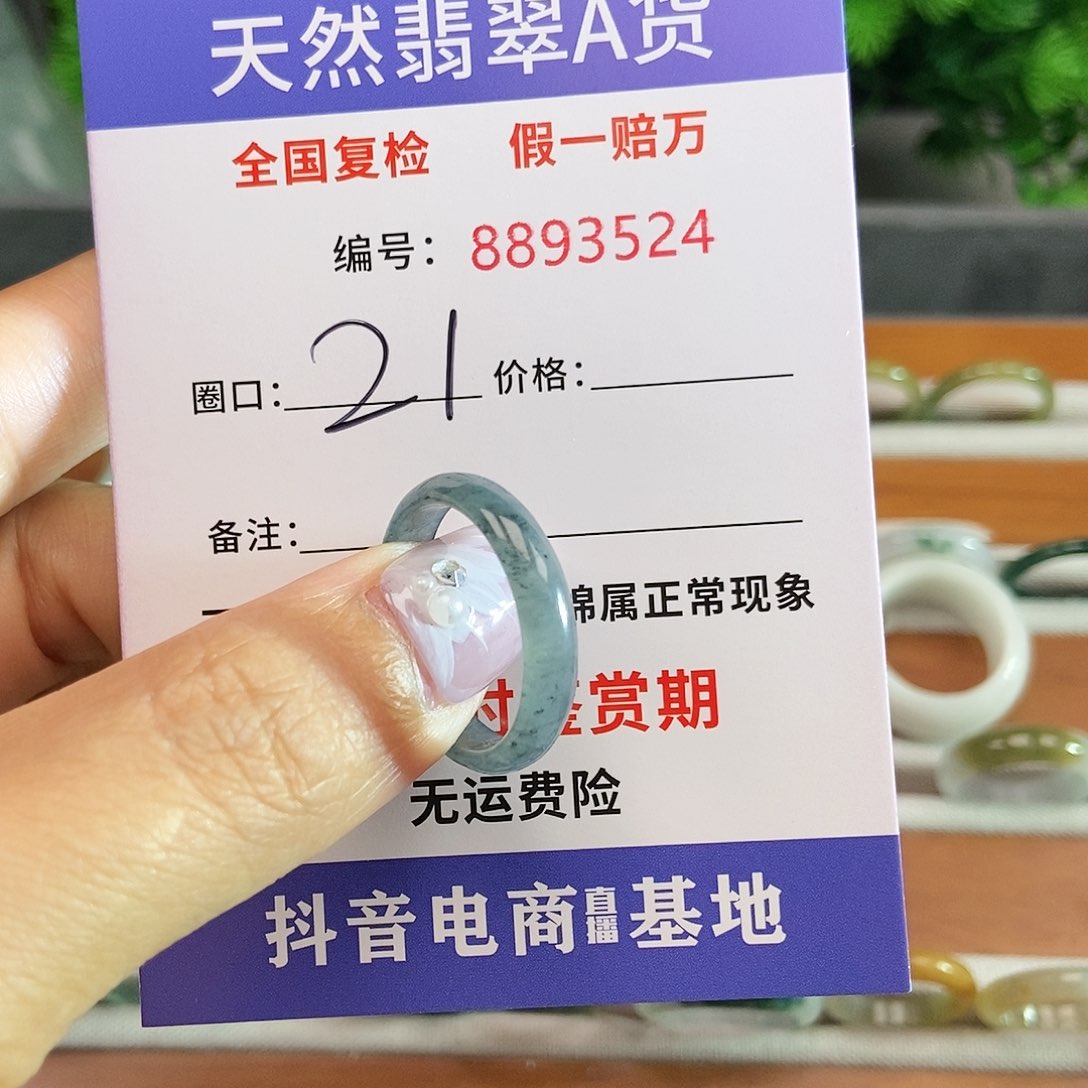 天然翡翠A货
全国复检 假一赔万
编号：8893524
圈口：21 价格：
备注：
属正常现象
赏期
无运费险
抖音电商直播基地